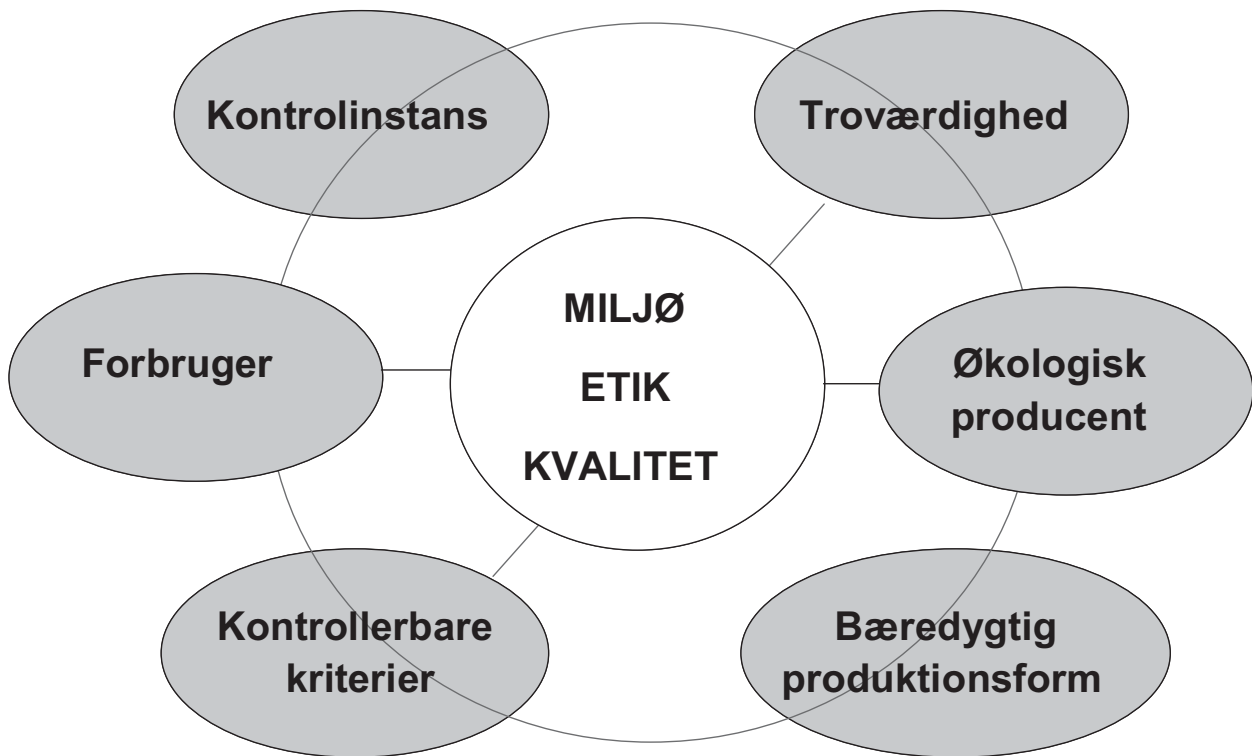 Kontrolinstans
Troværdighed
Forbruger
MILJØ
ETIK
KVALITET
Økologisk
producent
Kontrollerbare
kriterier
Bæredygtig
produktionsform